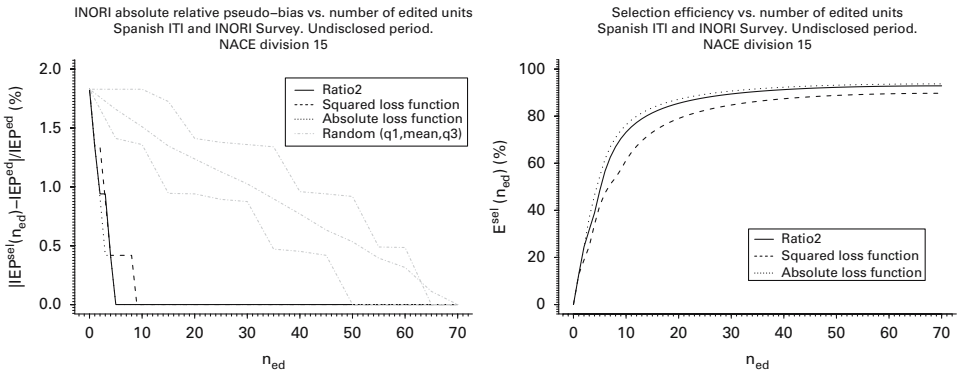 INORI absolute relative pseudo−bias vs. number of edited units
Spanish ITI and INORI Survey. Undisclosed period.
NACE division 15
|IEP^sel(n_ed)−IEP^ed|/IEP^ed (%)
2.0
1.5
1.0
0.5
0.0
Ratio2
Squared loss function
Absolute loss function
Random (q1,mean,q3)
0 10 20 30 40 50 60 70
n_ed
Selection efficiency vs. number of edited units
Spanish ITI and INORI Survey. Undisclosed period.
NACE division 15
E^sel(n_ed) (%)
100
80
60
40
20
0
Ratio2
Squared loss function
Absolute loss function
0 10 20 30 40 50 60 70
n_ed